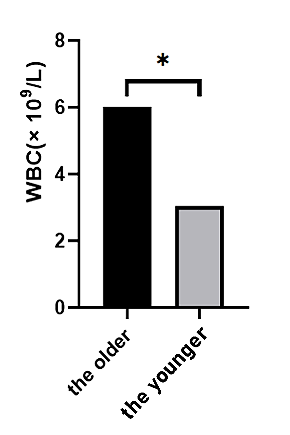 8
*
6
4
2
0
WBC(× 10⁹/L)
the older
the younger